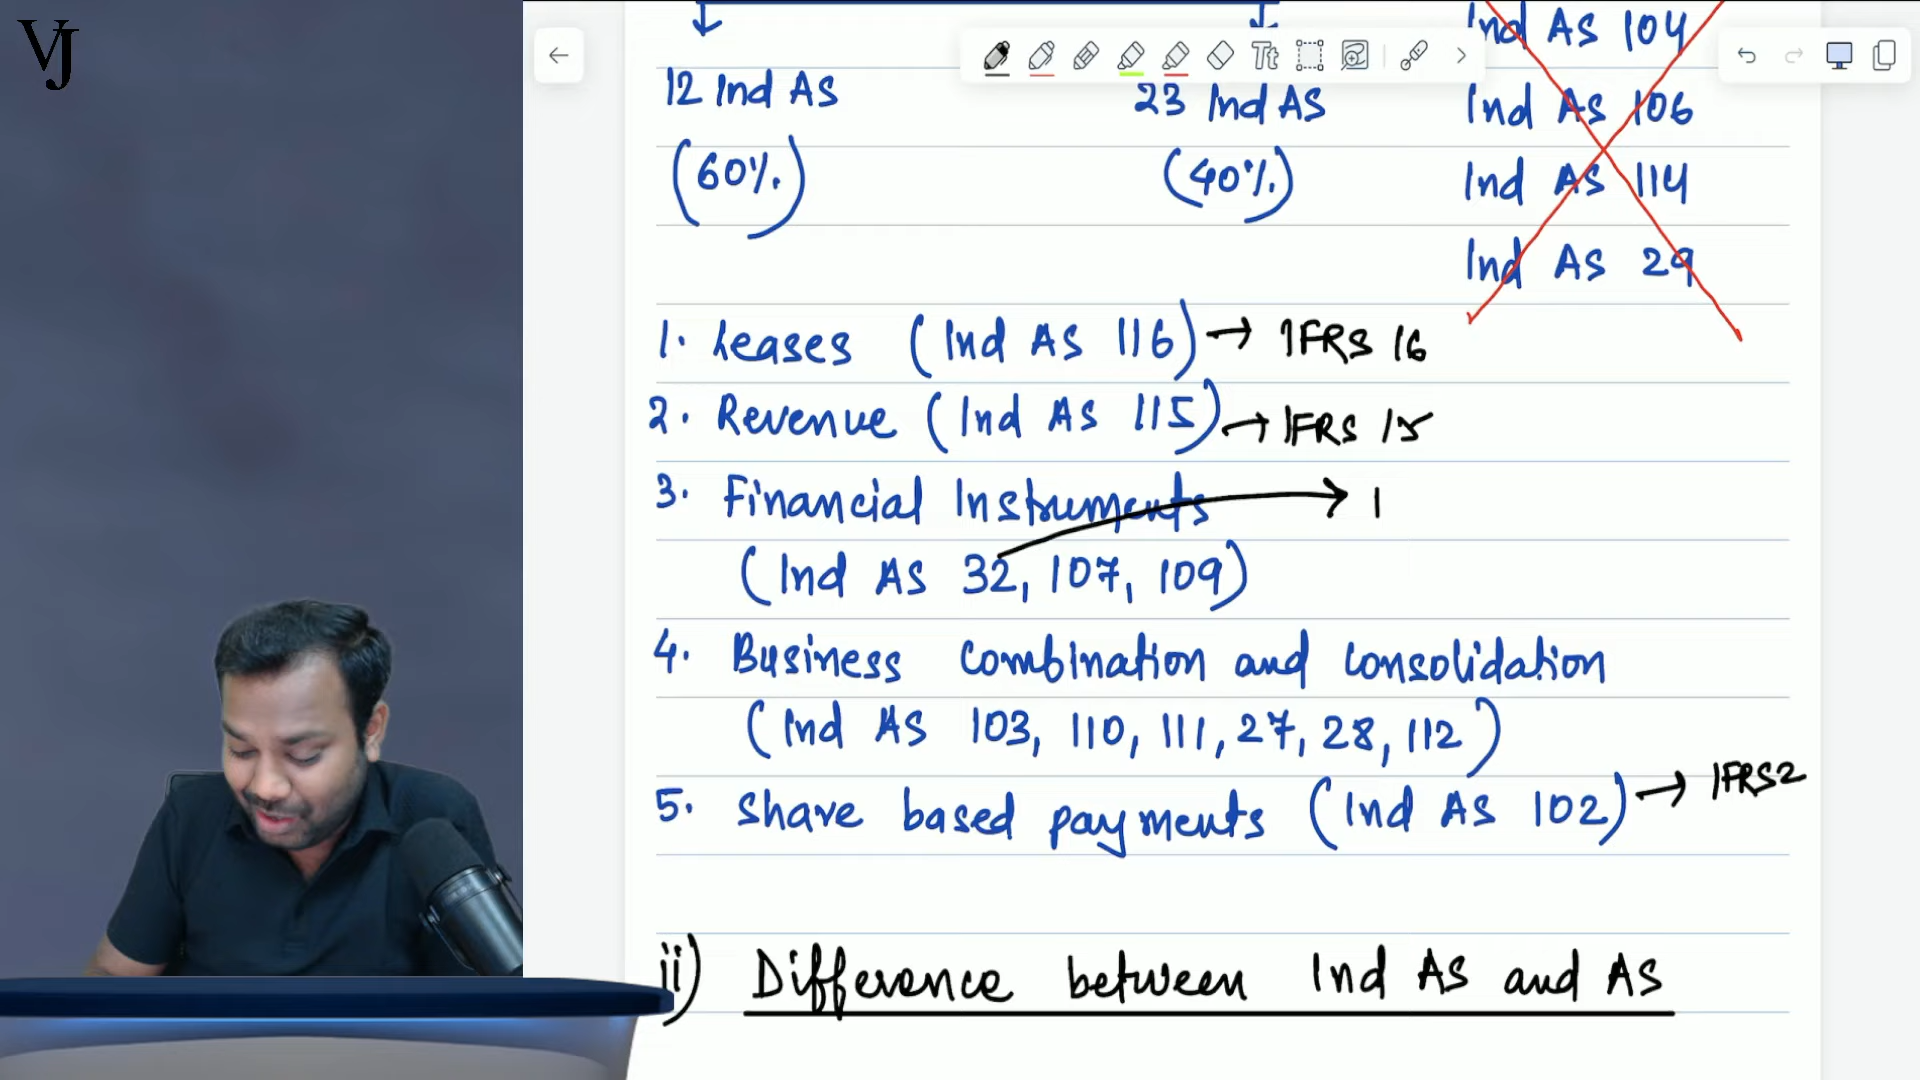 VJ
Ind AS 104
Tt
12 Ind AS 23 Ind AS Ind AS 106
(60%) (40%) Ind AS 114
Ind AS 29
1. Leases (Ind AS 116) → IFRS 16
2. Revenue (Ind AS 115) → IFRS 15
3. Financial Instruments → I
(Ind AS 32, 107, 109)
4. Business combination and consolidation
(Ind AS 103, 110, 111, 27, 28, 112)
5. Share based payments (Ind AS 102) → IFRS2
ii) Difference between Ind AS and AS